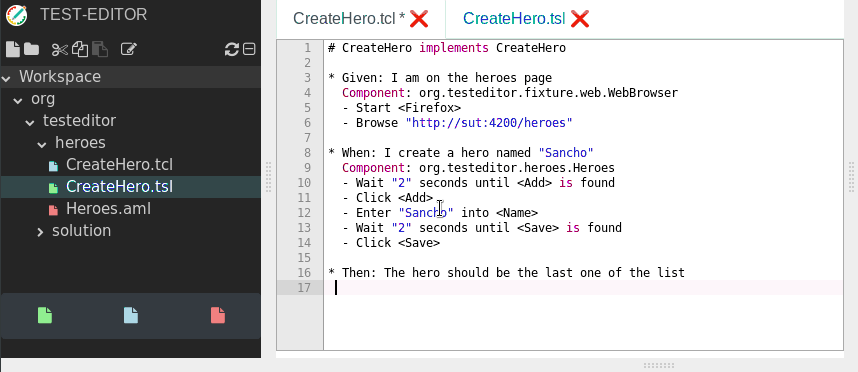 TEST-EDITOR
Workspace
org
testeditor
heroes
CreateHero.tcl
CreateHero.tsl
Heroes.aml
solution
CreateHero.tcl * CreateHero.tsl
1 # CreateHero implements CreateHero
2
3 * Given: I am on the heroes page
4 Component: org.testeditor.fixture.web.WebBrowser
5 - Start <Firefox>
6 - Browse "http://sut:4200/heroes"
7
8 * When: I create a hero named "Sancho"
9 Component: org.testeditor.heroes.Heroes
10 - Wait "2" seconds until <Add> is found
11 - Click <Add>
12 - Enter "Sancho" into <Name>
13 - Wait "2" seconds until <Save> is found
14 - Click <Save>
15
16 * Then: The hero should be the last one of the list
17